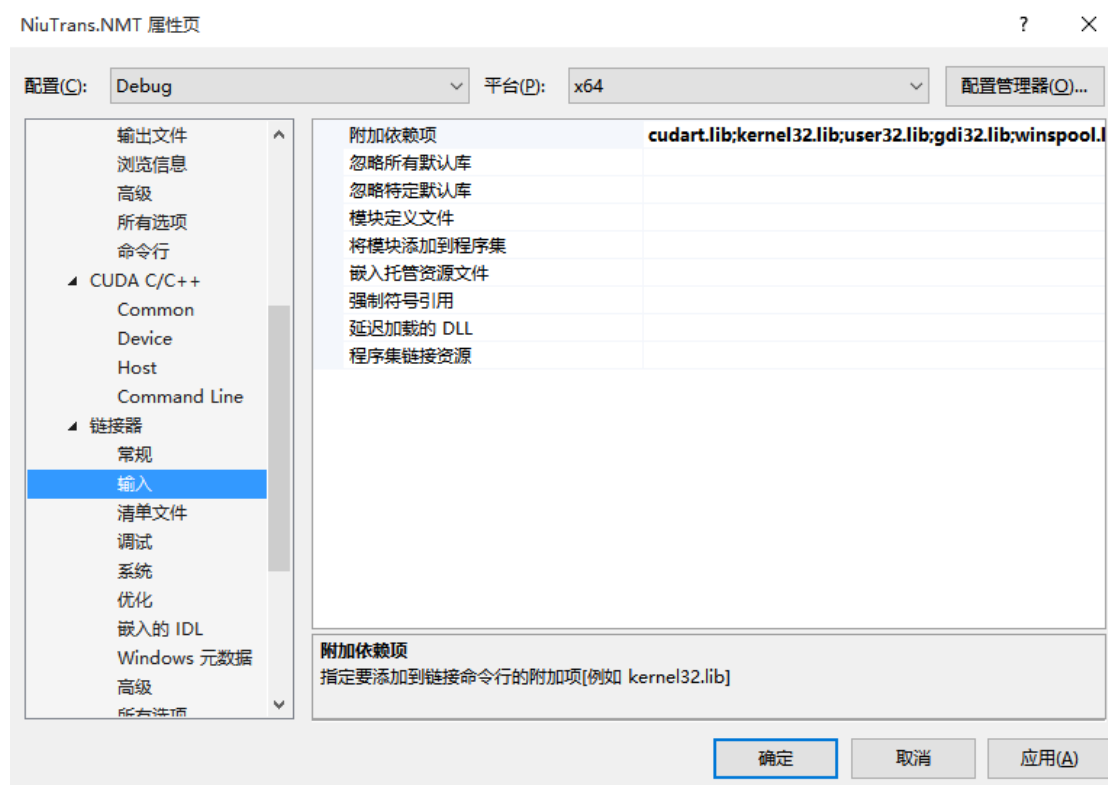 NiuTrans.NMT 属性页
?
配置(C):
Debug
平台(P):
x64
配置管理器(O)...
输出文件
浏览信息
高级
所有选项
命令行
CUDA C/C++
Common
Device
Host
Command Line
链接器
常规
输入
清单文件
调试
系统
优化
嵌入的 IDL
Windows 元数据
高级
所有选项
附加依赖项 cudart.lib;kernel32.lib;user32.lib;gdi32.lib;winspool.l
忽略所有默认库
忽略特定默认库
模块定义文件
将模块添加到程序集
嵌入托管资源文件
强制符号引用
延迟加载的 DLL
程序集链接资源
附加依赖项
指定要添加到链接命令行的附加项[例如 kernel32.lib]
确定
取消
应用(A)